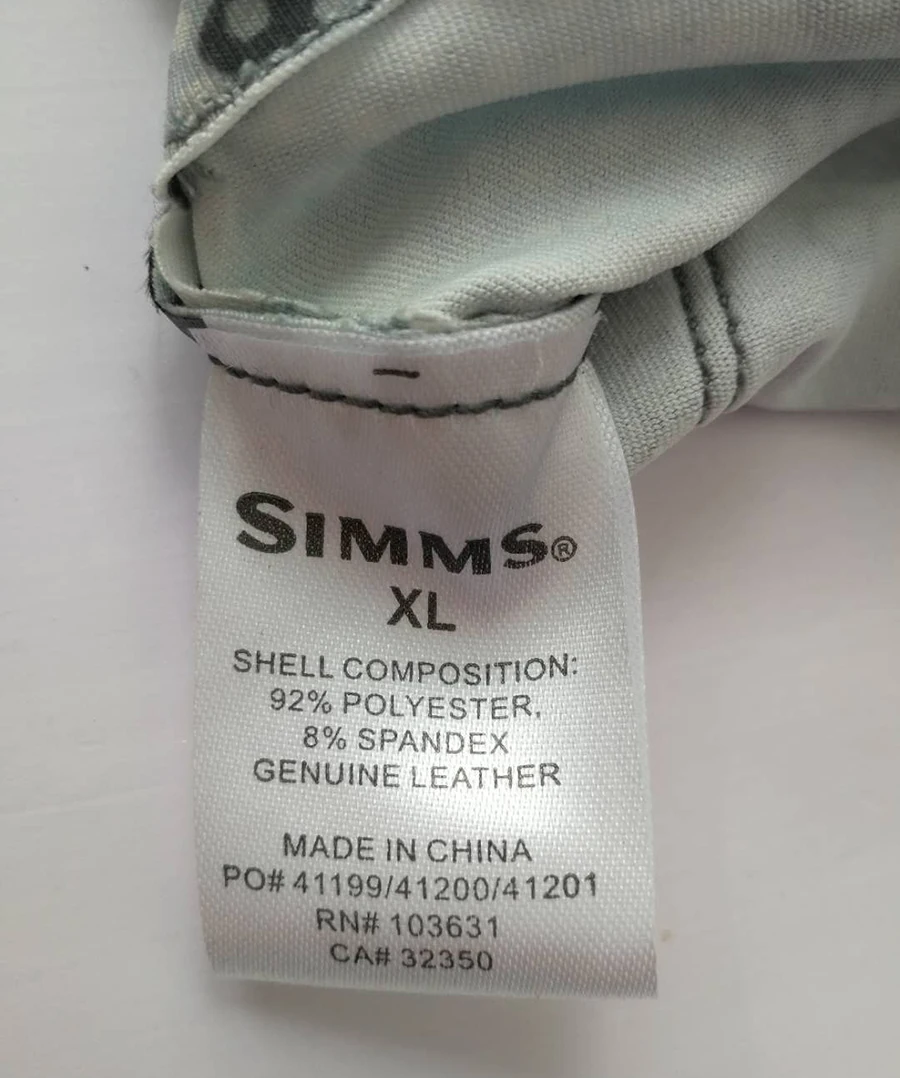 SIMMS®
XL
SHELL COMPOSITION:
92% POLYESTER,
8% SPANDEX
GENUINE LEATHER
MADE IN CHINA
PO# 41199/41200/41201
RN# 103631
CA# 32350